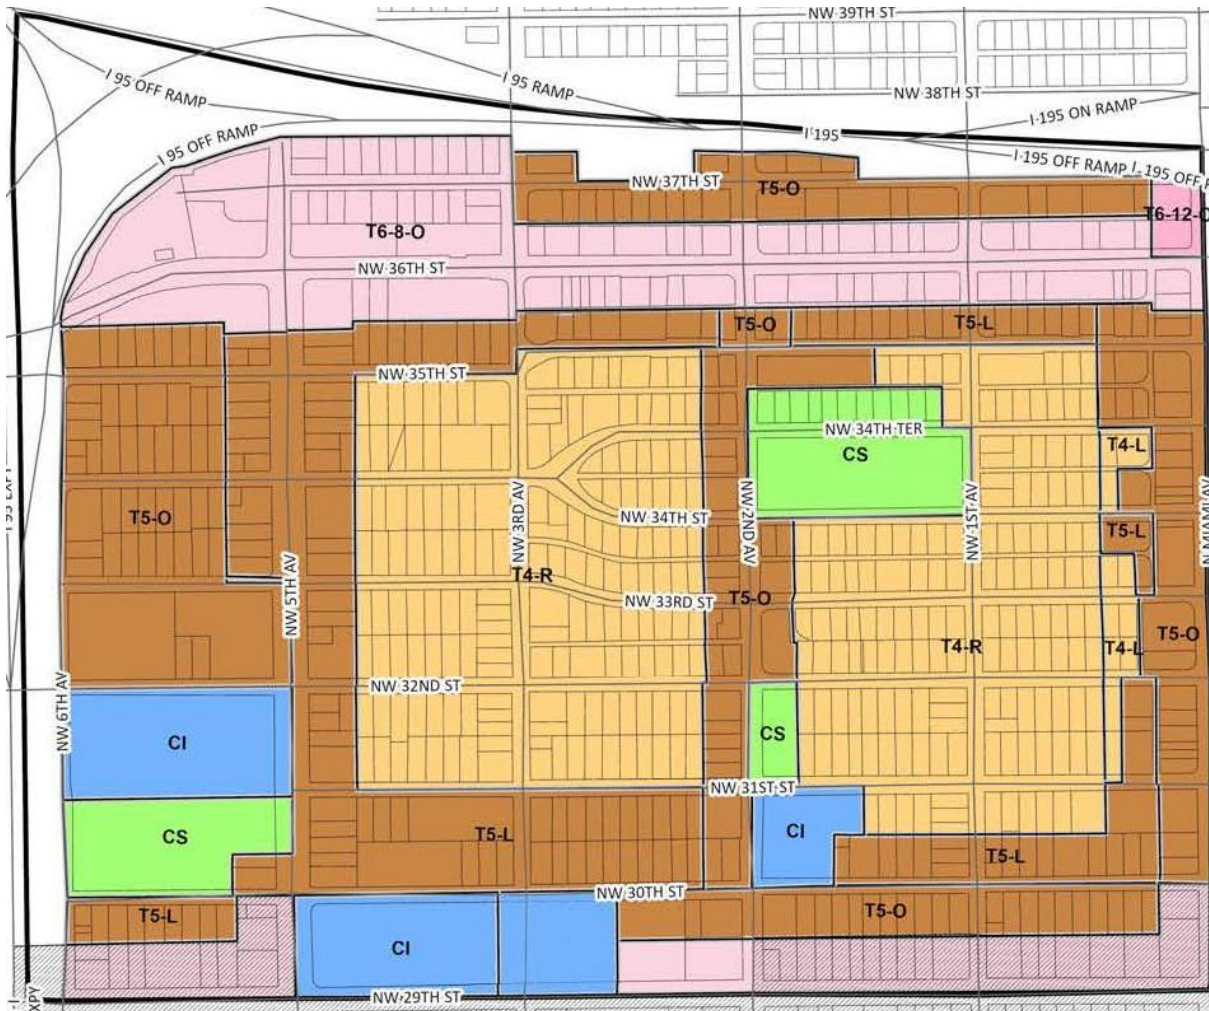 NW 39TH ST
I 95 OFF RAMP
I 95 RAMP
NW 38TH ST
I 195 ON RAMP
I 195
I 95 OFF RAMP
I 195 OFF RAMP
I 195 OFF
NW 37TH ST
T5-O
T6-12-O
T6-8-O
NW 36TH ST
T5-O
T5-L
NW 35TH ST
NW 34TH TER
T4-L
CS
NW 3RD AV
NW 2ND AV
NW 1ST AV
N MIAMI AV
I 95 EXPY
T5-O
NW 34TH ST
T5-L
NW 5TH AV
T4-R
NW 33RD ST
T5-O
T4-R
T4-L
T5-O
NW 6TH AV
NW 32ND ST
CI
CS
NW 31ST ST
CS
T5-L
CI
T5-L
NW 30TH ST
T5-L
T5-O
CI
NW 29TH ST
XPY